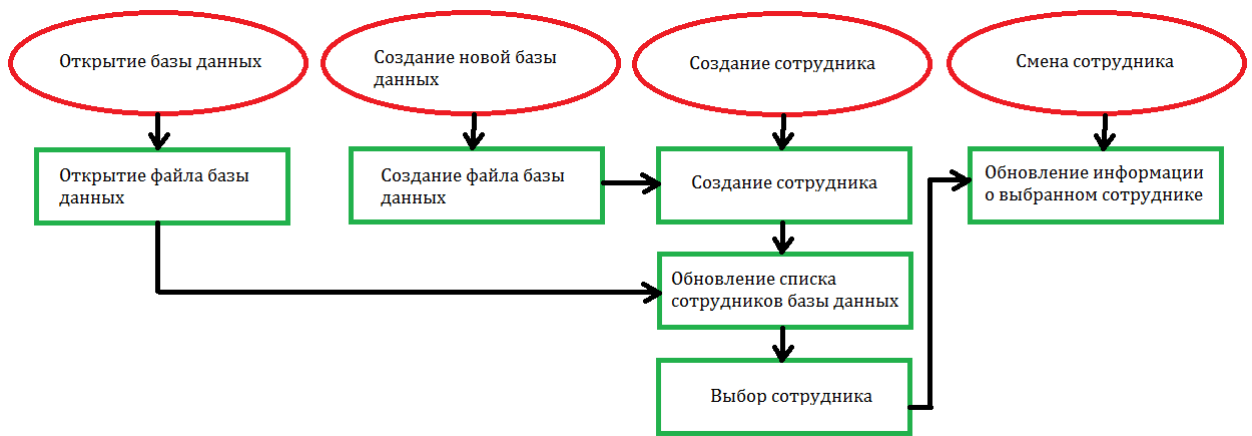 Открытие базы данных
Создание новой базы
данных
Создание сотрудника
Смена сотрудника
Открытие файла базы
данных
Создание файла базы
данных
Создание сотрудника
Обновление информации
о выбранном сотруднике
Обновление списка
сотрудников базы данных
Выбор сотрудника